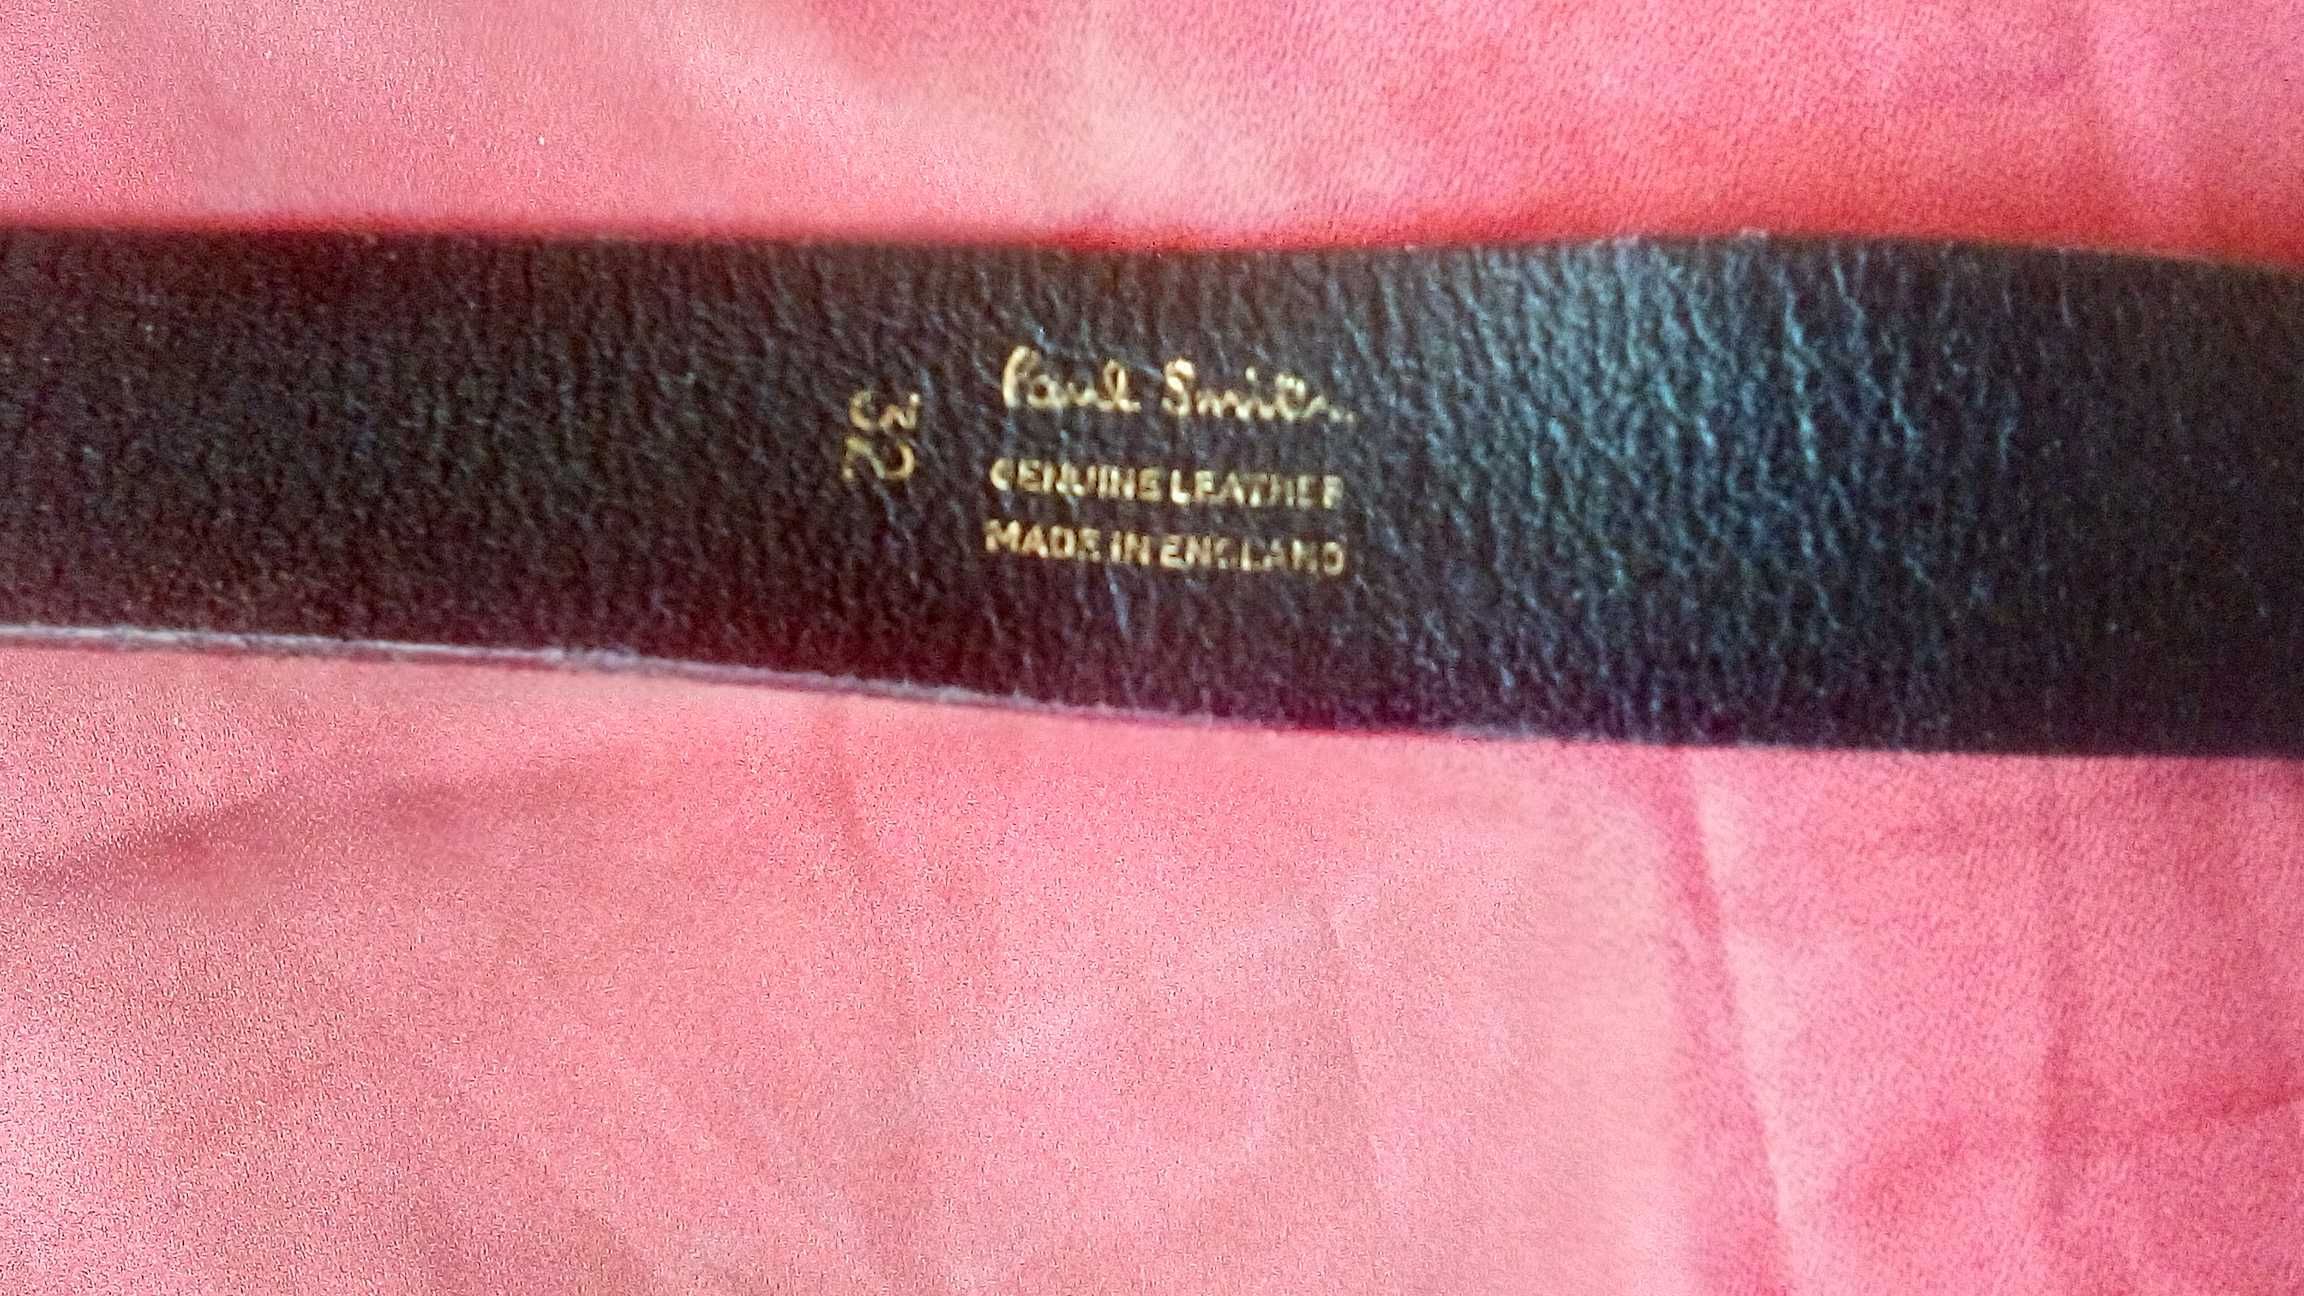 32
Paul Smith
GENUINE LEATHER
MADE IN ENGLAND